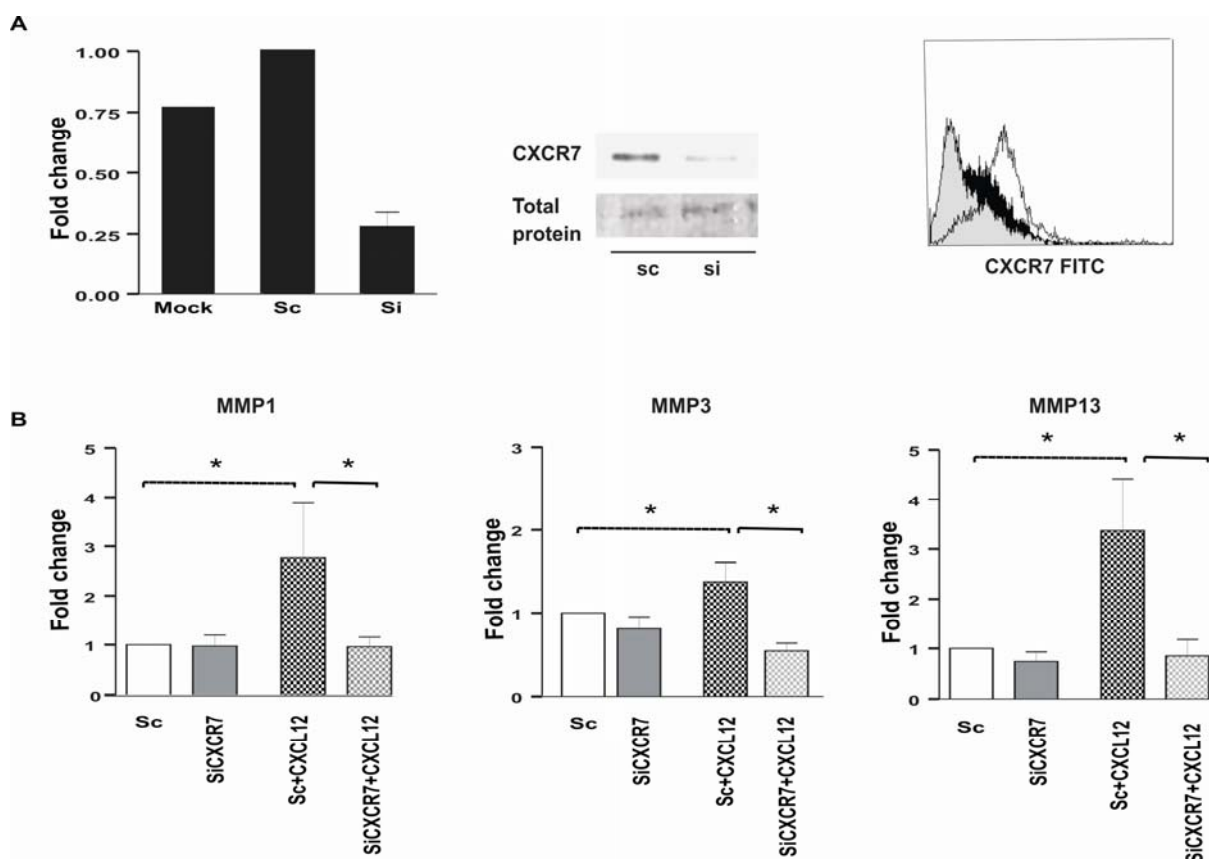 A
Fold change
1.00
0.75
0.50
0.25
0.00
Mock Sc Si
CXCR7
Total
protein
sc si
CXCR7 FITC
B
MMP1
Fold change
5
4
3
2
1
0
* *
Sc
SiCXCR7
Sc+CXCL12
SiCXCR7+CXCL12
MMP3
Fold change
3
2
1
0
* *
Sc
SiCXCR7
Sc+CXCL12
SiCXCR7+CXCL12
MMP13
Fold change
5
4
3
2
1
0
* *
Sc
SiCXCR7
Sc+CXCL12
SiCXCR7+CXCL12